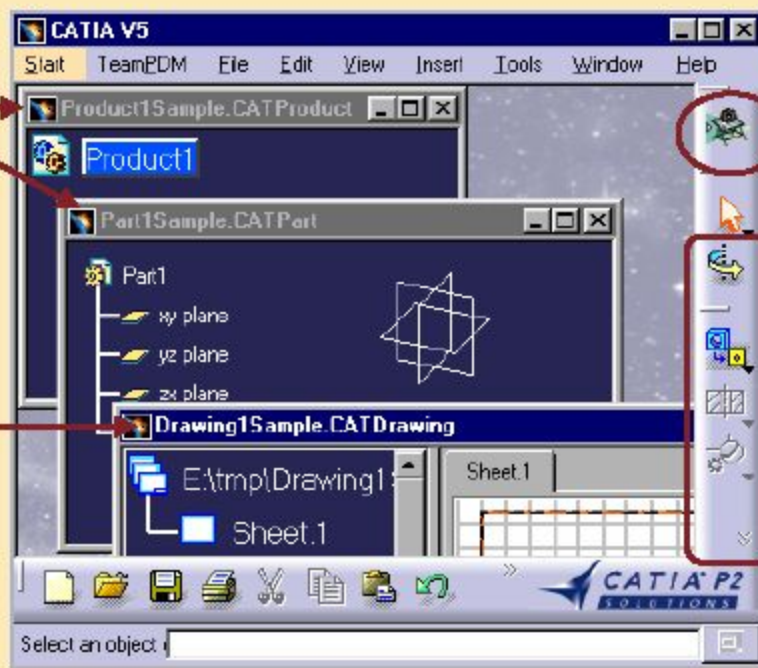 CATIA V5
Start TeamPDM File Edit View Insert Tools Window Help
Product1Sample.CATProduct
Product1
Part1Sample.CATPart
Part1
xy plane
yz plane
zx plane
Drawing1Sample.CATDrawing
E:\tmp\Drawing1
Sheet.1
Sheet.1
CATIA P2
SOLUTIONS
Select an object